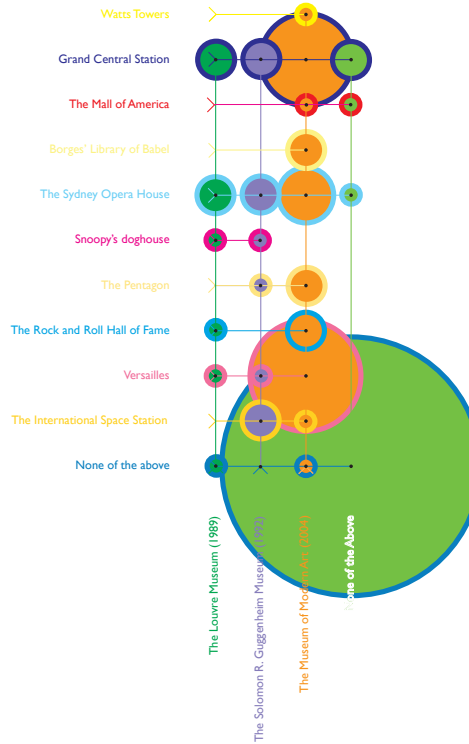 Watts Towers
Grand Central Station
The Mall of America
Borges' Library of Babel
The Sydney Opera House
Snoopy's doghouse
The Pentagon
The Rock and Roll Hall of Fame
Versailles
The International Space Station
None of the above
The Louvre Museum (1989)
The Solomon R. Guggenheim Museum (1992)
The Museum of Modern Art (2004)
None of the Above